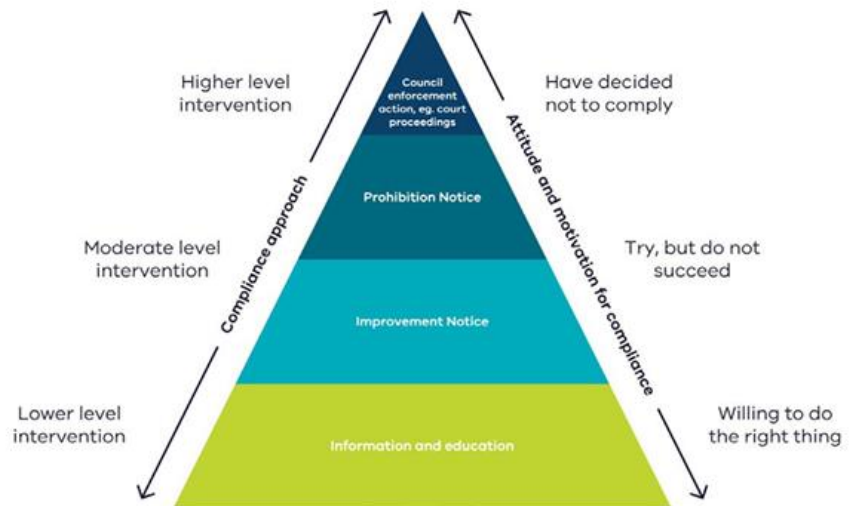 Higher level
intervention
Council
enforcement
action, eg. court
proceedings
Have decided
not to comply
Prohibition Notice
Compliance approach
Attitude and motivation for compliance
Moderate level
intervention
Try, but do not
succeed
Improvement Notice
Lower level
intervention
Information and education
Willing to do
the right thing